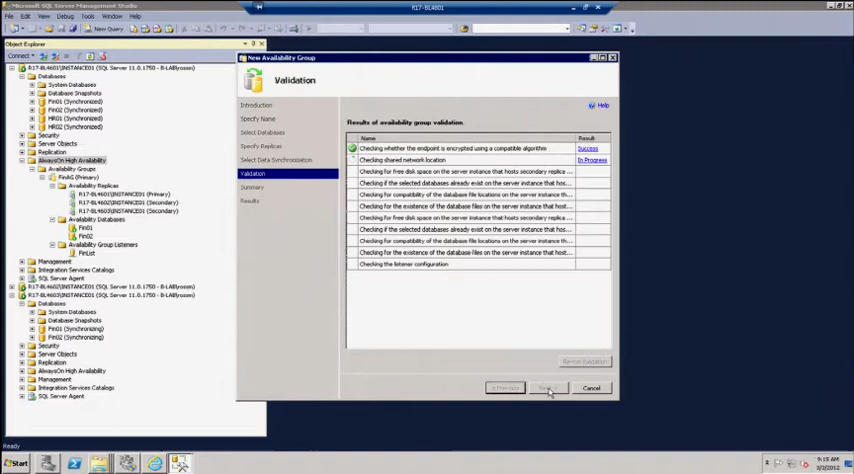 Microsoft SQL Server Management Studio
R17-BL4601
File Edit View Debug Tools Window Help
New Query
Object Explorer
Connect
R17-BL4601\INSTANCE01 (SQL Server 11.0.1750 - B-LAB\rossm)
Databases
System Databases
Database Snapshots
Fin01 (Synchronized)
Fin02 (Synchronized)
HR01 (Synchronized)
HR02 (Synchronized)
Security
Server Objects
Replication
AlwaysOn High Availability
Availability Groups
FinAG (Primary)
Availability Replicas
R17-BL4601\INSTANCE01 (Primary)
R17-BL4602\INSTANCE01 (Secondary)
R17-BL4603\INSTANCE01 (Secondary)
Availability Databases
Fin01
Fin02
Availability Group Listeners
FinList
Management
Integration Services Catalogs
SQL Server Agent
R17-BL4602\INSTANCE01 (SQL Server 11.0.1750 - B-LAB\rossm)
R17-BL4603\INSTANCE01 (SQL Server 11.0.1750 - B-LAB\rossm)
Databases
System Databases
Database Snapshots
Fin01 (Synchronizing)
Fin02 (Synchronizing)
Security
Server Objects
Replication
AlwaysOn High Availability
Management
Integration Services Catalogs
SQL Server Agent
New Availability Group
Validation
Introduction
Specify Name
Select Databases
Specify Replicas
Select Data Synchronization
Validation
Summary
Results
Help
Results of availability group validation.
Name Result
Checking whether the endpoint is encrypted using a compatible algorithm Success
Checking shared network location In Progress
Checking for free disk space on the server instance that hosts secondary replica ...
Checking if the selected databases already exist on the server instance that hos...
Checking for compatibility of the database file locations on the server instance th...
Checking for the existence of the database files on the server instance that host...
Checking for free disk space on the server instance that hosts secondary replica ...
Checking if the selected databases already exist on the server instance that hos...
Checking for compatibility of the database file locations on the server instance th...
Checking for the existence of the database files on the server instance that host...
Checking the listener configuration
Re-run Validation
< Previous Cancel
Ready
Start
9:15 AM
3/3/2012